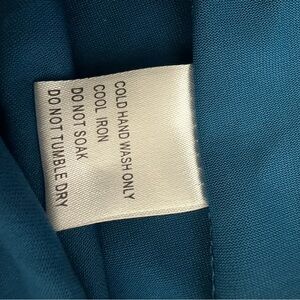 COLD HAND WASH ONLY
COOL IRON
DO NOT SOAK
DO NOT TUMBLE DRY